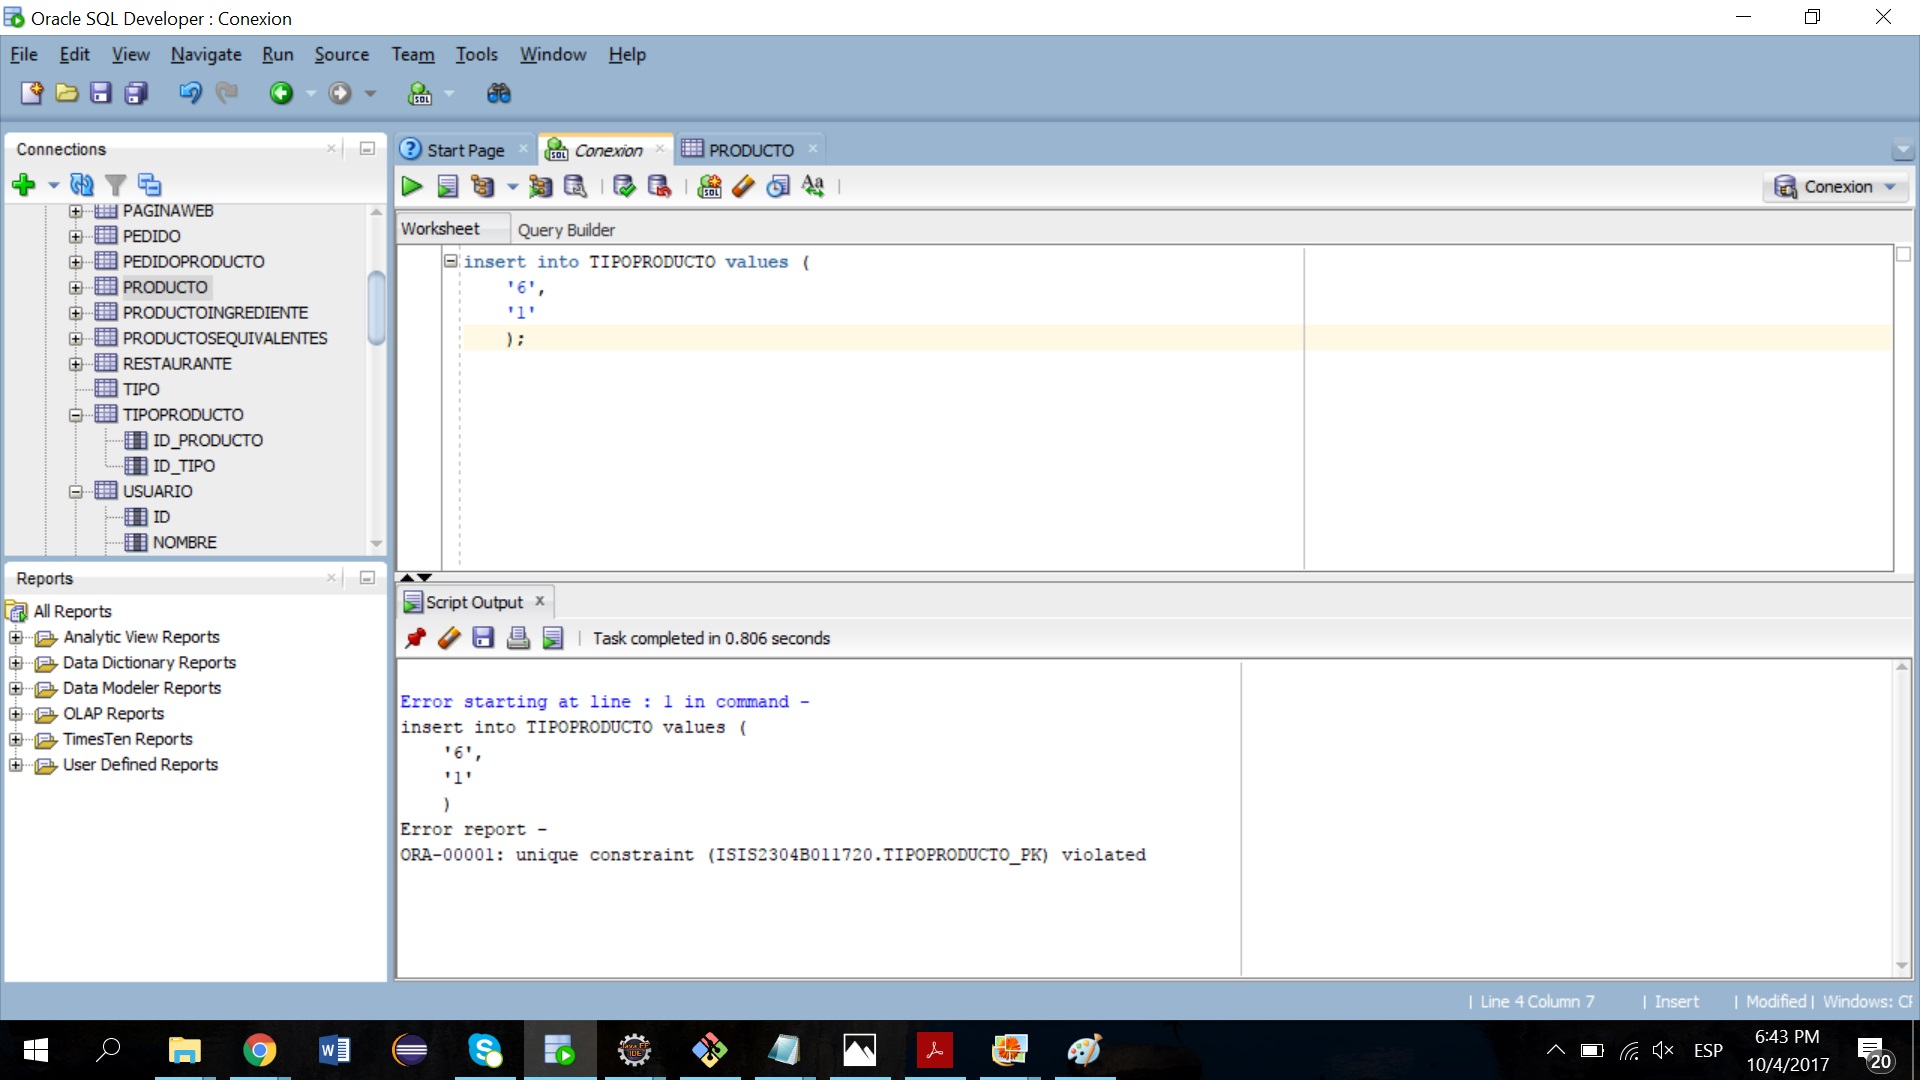 Oracle SQL Developer : Conexion
File Edit View Navigate Run Source Team Tools Window Help
Connections
PAGINAWEB
PEDIDO
PEDIDOPRODUCTO
PRODUCTO
PRODUCTOINGREDIENTE
PRODUCTOSEQUIVALENTES
RESTAURANTE
TIPO
TIPOPRODUCTO
ID_PRODUCTO
ID_TIPO
USUARIO
ID
NOMBRE
Reports
All Reports
Analytic View Reports
Data Dictionary Reports
Data Modeler Reports
OLAP Reports
TimesTen Reports
User Defined Reports
Start Page Conexion PRODUCTO
Conexion
Worksheet Query Builder
insert into TIPOPRODUCTO values (
'6',
'1'
);
Script Output
Task completed in 0.806 seconds
Error starting at line : 1 in command -
insert into TIPOPRODUCTO values (
'6',
'1'
)
Error report -
ORA-00001: unique constraint (ISIS2304B011720.TIPOPRODUCTO_PK) violated
Line 4 Column 7 | Insert | Modified | Windows: CF
ESP
6:43 PM
10/4/2017
20